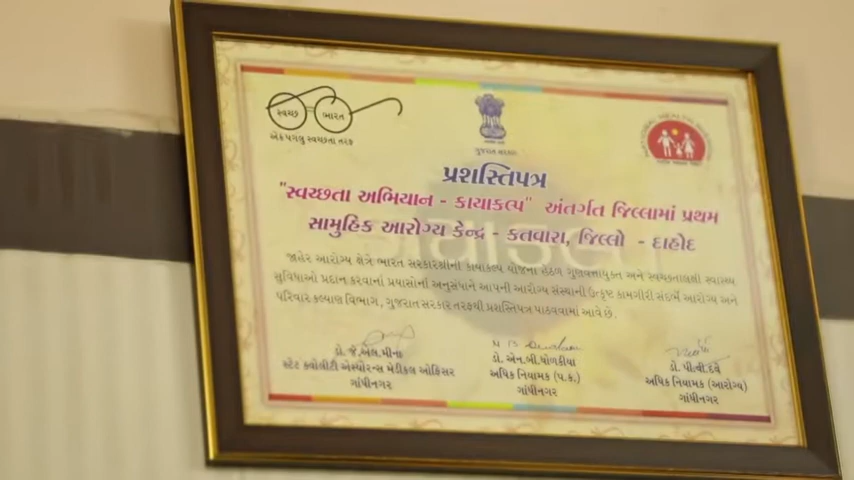 સ્વચ્છ ભારત
એક પગલુ સ્વચ્છતા તરફ
ગુજરાત સરકાર
પ્રશસ્તિપત્ર
"સ્વચ્છતા અભિયાન - કાયાકલ્પ" અંતર્ગત જિલ્લામાં પ્રથમ
સામુહિક આરોગ્ય કેન્દ્ર - કતવારા, જિલ્લો - દાહોદ
જાહેર આરોગ્ય ક્ષેત્રે ભારત સરકારશ્રીની કાયાકલ્પ યોજના હેઠળ ગુણવત્તાયુક્ત અને સ્વચ્છતાલક્ષી સ્વાસ્થ્ય
સુવિધાઓ પ્રદાન કરવાનાં પ્રયાસોનાં અનુસંધાને આપની આરોગ્ય સંસ્થાની ઉત્કૃષ્ટ કામગીરી સંદર્ભે આરોગ્ય અને
પરિવાર કલ્યાણ વિભાગ, ગુજરાત સરકાર તરફથી પ્રશસ્તિપત્ર પાઠવવામાં આવે છે.
ડો. જે.એલ.મીના
સ્ટેટ ક્વોલીટી એસ્યોરન્સ મેડીકલ ઓફિસર
ગાંધીનગર
ડો. એન.બી.ધોળકીયા
અધિક નિયામક (પ.ક.)
ગાંધીનગર
ડો. પી.વી.દવે
અધિક નિયામક (આરોગ્ય)
ગાંધીનગર